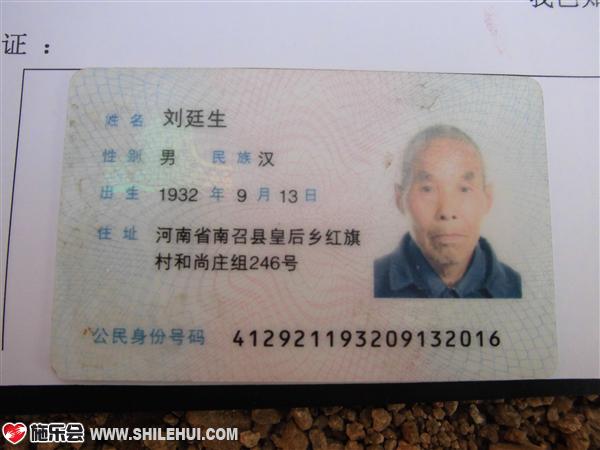 证：
姓名 刘廷生
性别 男 民族 汉
出生 1932 年 9 月 13 日
住址 河南省南召县皇后乡红旗
村和尚庄组246号
公民身份号码 412921193209132016
施乐会 WWW.SHILEHUI.COM